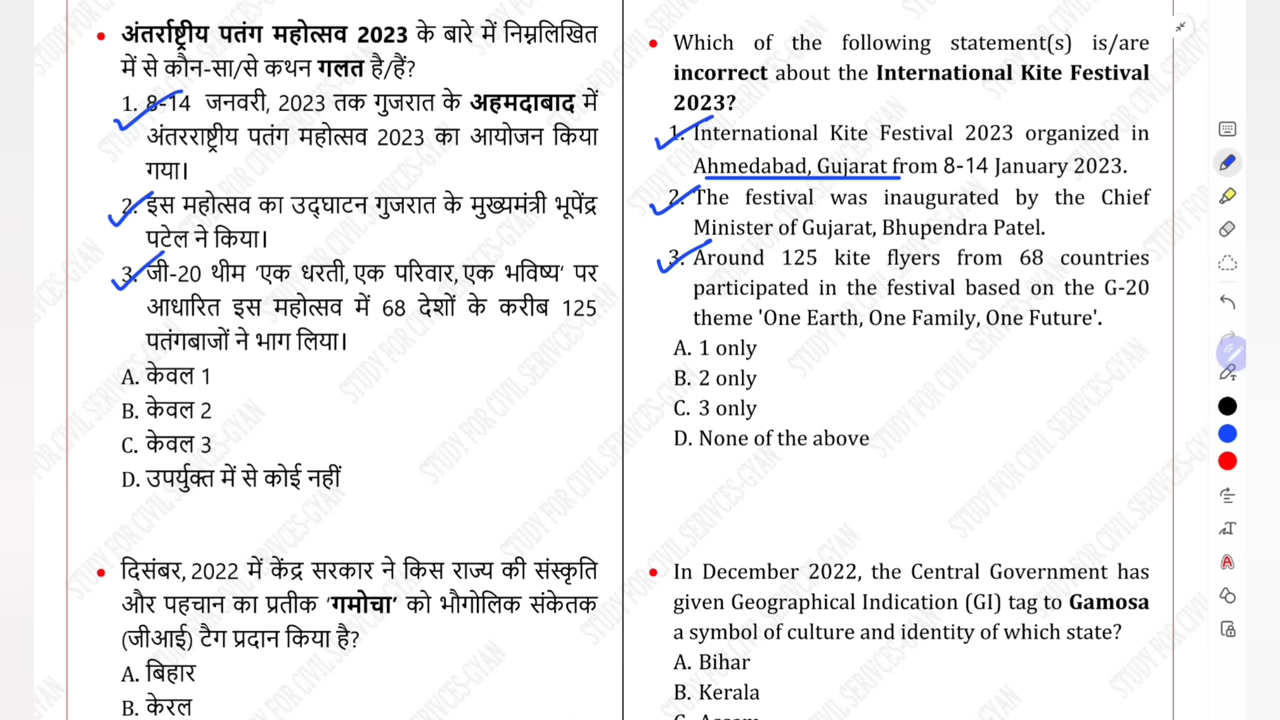 अंतर्राष्ट्रीय पतंग महोत्सव 2023 के बारे में निम्नलिखित
में से कौन-सा/से कथन गलत है/हैं?
1. 8-14 जनवरी, 2023 तक गुजरात के अहमदाबाद में
अंतरराष्ट्रीय पतंग महोत्सव 2023 का आयोजन किया
गया।
2. इस महोत्सव का उद्घाटन गुजरात के मुख्यमंत्री भूपेंद्र
पटेल ने किया।
3. जी-20 थीम 'एक धरती, एक परिवार, एक भविष्य' पर
आधारित इस महोत्सव में 68 देशों के करीब 125
पतंगबाजों ने भाग लिया।
A. केवल 1
B. केवल 2
C. केवल 3
D. उपर्युक्त में से कोई नहीं
दिसंबर, 2022 में केंद्र सरकार ने किस राज्य की संस्कृति
और पहचान का प्रतीक 'गमोचा' को भौगोलिक संकेतक
(जीआई) टैग प्रदान किया है?
A. बिहार
B. केरल
Which of the following statement(s) is/are
incorrect about the International Kite Festival
2023?
1. International Kite Festival 2023 organized in
Ahmedabad, Gujarat from 8-14 January 2023.
2. The festival was inaugurated by the Chief
Minister of Gujarat, Bhupendra Patel.
3. Around 125 kite flyers from 68 countries
participated in the festival based on the G-20
theme 'One Earth, One Family, One Future'.
A. 1 only
B. 2 only
C. 3 only
D. None of the above
In December 2022, the Central Government has
given Geographical Indication (GI) tag to Gamosa
a symbol of culture and identity of which state?
A. Bihar
B. Kerala
C. Assam
STUDY FOR CIVIL SERIVCES-GYAN